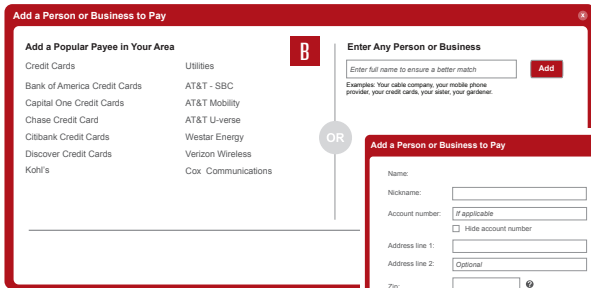 Add a Person or Business to Pay
x
Add a Popular Payee in Your Area
Credit Cards
Bank of America Credit Cards
Capital One Credit Cards
Chase Credit Card
Citibank Credit Cards
Discover Credit Cards
Kohl's
Utilities
AT&T - SBC
AT&T Mobility
AT&T U-verse
Westar Energy
Verizon Wireless
Cox Communications
B
OR
Enter Any Person or Business
Enter full name to ensure a better match
Add
Examples: Your cable company, your mobile phone
provider, your credit cards, your sister, your gardener.
Add a Person or Business to Pay
Name:
Nickname:
Account number: If applicable
Hide account number
Address line 1:
Address line 2: Optional
Zip: ?